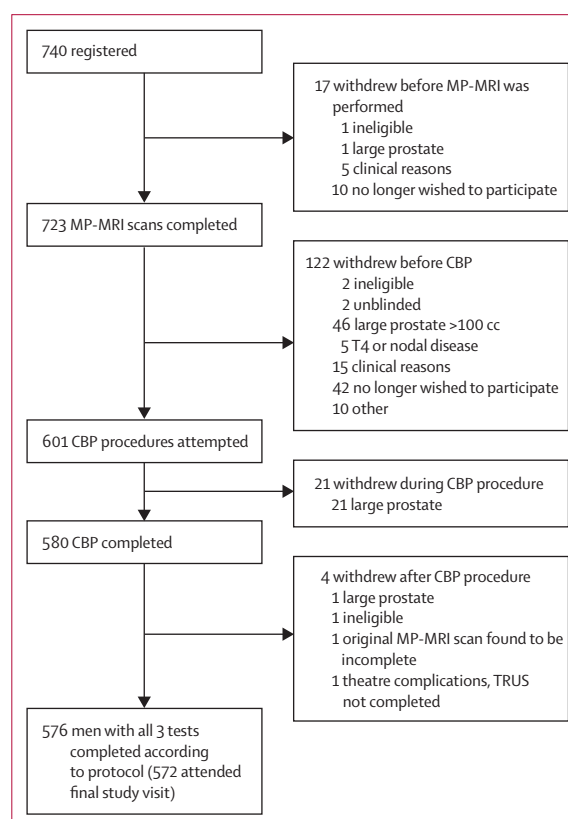 740 registered
17 withdrew before MP-MRI was
performed
1 ineligible
1 large prostate
5 clinical reasons
10 no longer wished to participate
723 MP-MRI scans completed
122 withdrew before CBP
2 ineligible
2 unblinded
46 large prostate >100 cc
5 T4 or nodal disease
15 clinical reasons
42 no longer wished to participate
10 other
601 CBP procedures attempted
21 withdrew during CBP procedure
21 large prostate
580 CBP completed
4 withdrew after CBP procedure
1 large prostate
1 ineligible
1 original MP-MRI scan found to be
incomplete
1 theatre complications, TRUS
not completed
576 men with all 3 tests
completed according
to protocol (572 attended
final study visit)